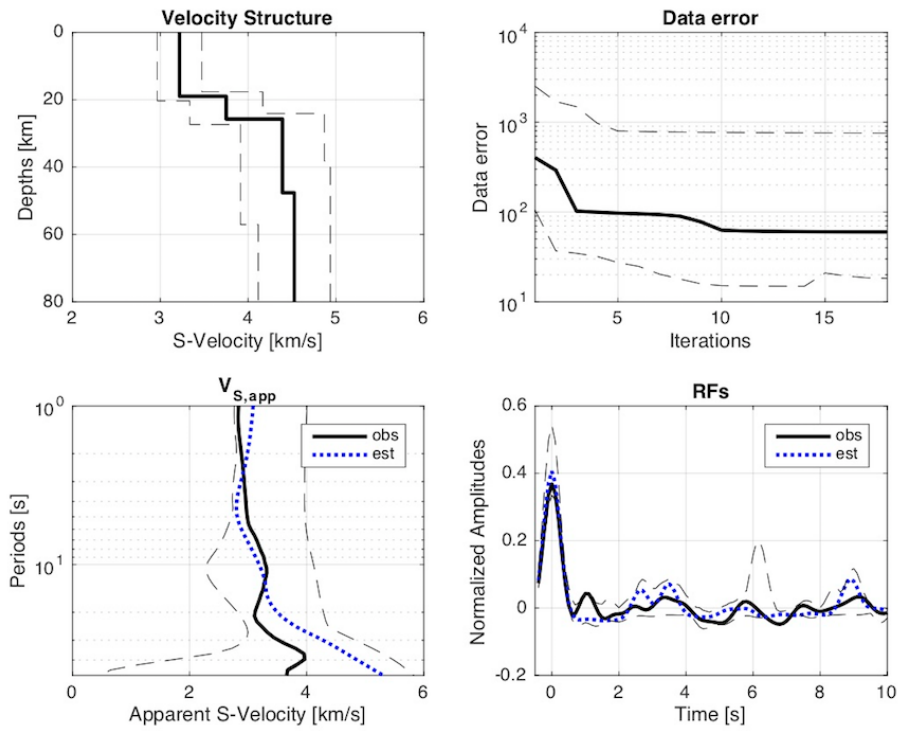 Velocity Structure
0
20
40
60
80
Depths [km]
2 3 4 5 6
S-Velocity [km/s]
Data error
10^4
10^3
10^2
10^1
Data error
5 10 15
Iterations
V_S,app
10^0
10^1
Periods [s]
obs
est
0 2 4 6
Apparent S-Velocity [km/s]
RFs
0.6
0.4
0.2
0
-0.2
Normalized Amplitudes
obs
est
0 2 4 6 8 10
Time [s]